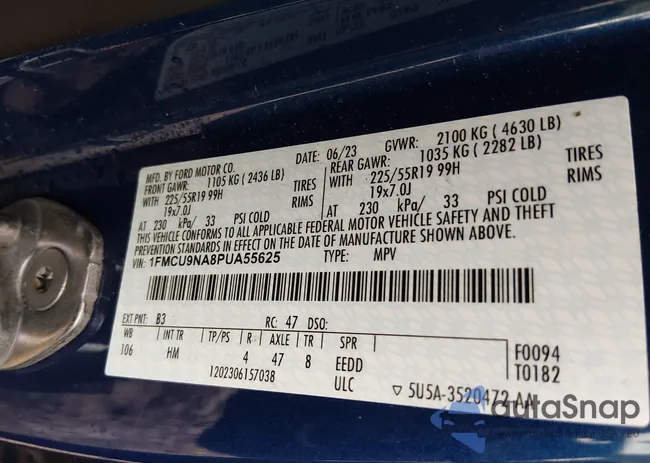 MFD. BY FORD MOTOR CO.
DATE: 06/23 GVWR: 2100 KG ( 4630 LB)
FRONT GAWR: 1105 KG ( 2436 LB) REAR GAWR: 1035 KG ( 2282 LB)
WITH 225/55R19 99H TIRES WITH 225/55R19 99H TIRES
19x7.0J RIMS 19x7.0J RIMS
AT 230 kPa/ 33 PSI COLD AT 230 kPa/ 33 PSI COLD
THIS VEHICLE CONFORMS TO ALL APPLICABLE FEDERAL MOTOR VEHICLE SAFETY AND THEFT
PREVENTION STANDARDS IN EFFECT ON THE DATE OF MANUFACTURE SHOWN ABOVE.
VIN: 1FMCU9NA8PUA55625 TYPE: MPV
EXT PNT: B3 RC: 47 DSO:
WB INT TR TP/PS R AXLE TR SPR
106 HM 4 47 8 EEDD
1202306157038 ULC
F0094
T0182
▽ 5U5A-3520472 AA
autaSnap